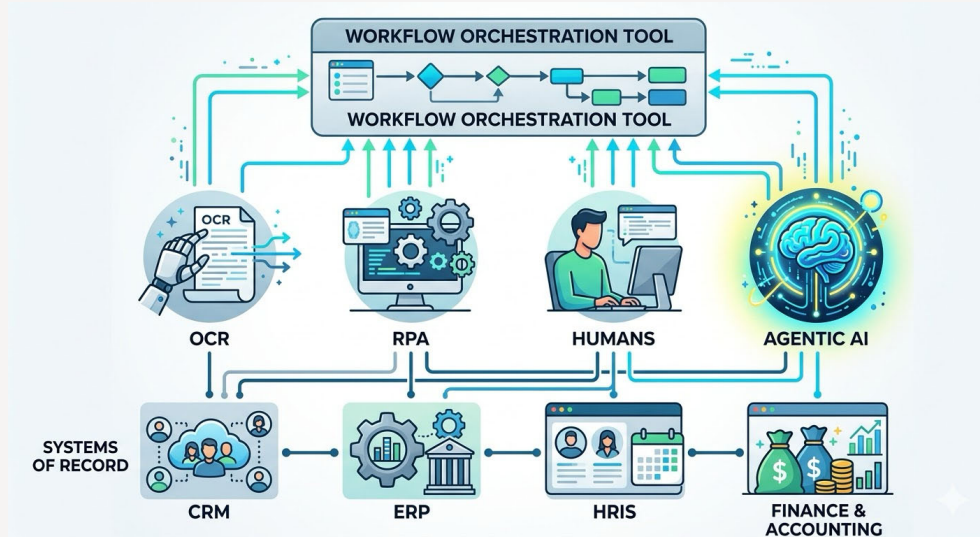 WORKFLOW ORCHESTRATION TOOL
WORKFLOW ORCHESTRATION TOOL
OCR
OCR
RPA
HUMANS
AGENTIC AI
SYSTEMS
OF RECORD
$
$
CRM
ERP
HRIS
FINANCE &
ACCOUNTING